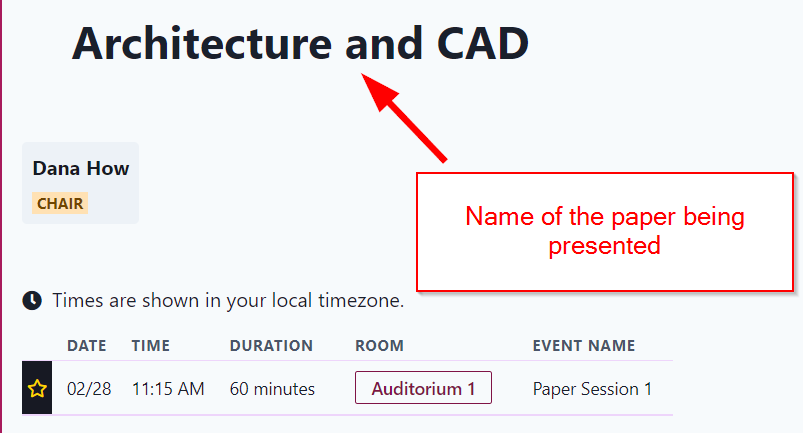 Architecture and CAD
Dana How
CHAIR
Name of the paper being
presented
Times are shown in your local timezone.
DATE TIME DURATION ROOM EVENT NAME
02/28 11:15 AM 60 minutes Auditorium 1 Paper Session 1